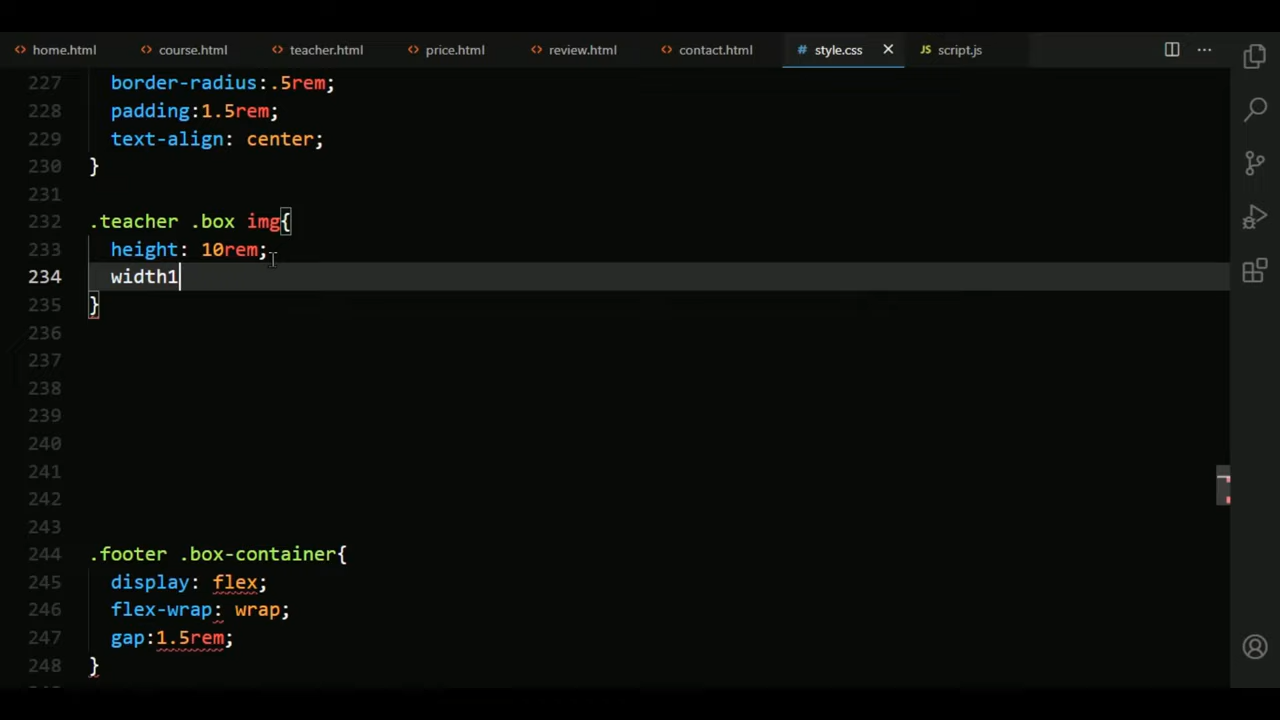 home.html course.html teacher.html price.html review.html contact.html # style.css JS script.js
227 border-radius:.5rem;
228 padding:1.5rem;
229 text-align: center;
230 }
231
232 .teacher .box img{
233 height: 10rem;
234 width1
235 }
236
237
238
239
240
241
242
243
244 .footer .box-container{
245 display: flex;
246 flex-wrap: wrap;
247 gap:1.5rem;
248 }